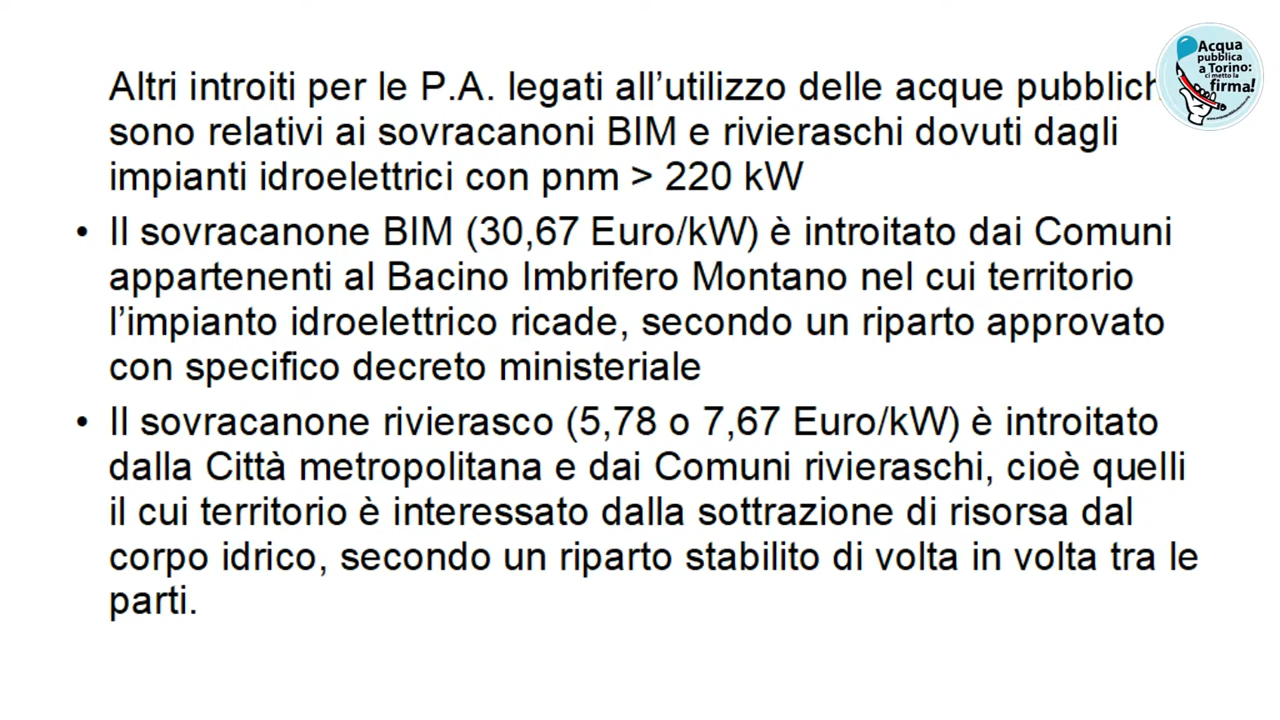 Altri introiti per le P.A. legati all’utilizzo delle acque pubblich
sono relativi ai sovracanoni BIM e rivieraschi dovuti dagli
impianti idroelettrici con pnm > 220 kW
• Il sovracanone BIM (30,67 Euro/kW) è introitato dai Comuni
appartenenti al Bacino Imbrifero Montano nel cui territorio
l’impianto idroelettrico ricade, secondo un riparto approvato
con specifico decreto ministeriale
• Il sovracanone rivierasco (5,78 o 7,67 Euro/kW) è introitato
dalla Città metropolitana e dai Comuni rivieraschi, cioè quelli
il cui territorio è interessato dalla sottrazione di risorsa dal
corpo idrico, secondo un riparto stabilito di volta in volta tra le
parti.
Acqua
pubblica
a Torino:
ci metto la
firma!